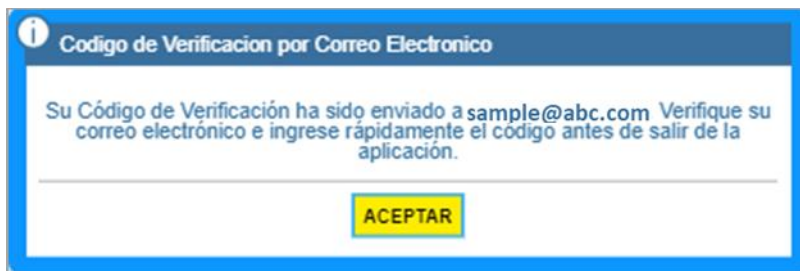 Codigo de Verificacion por Correo Electronico
Su Código de Verificación ha sido enviado a sample@abc.com Verifique su
correo electrónico e ingrese rápidamente el código antes de salir de la
aplicación.
ACEPTAR